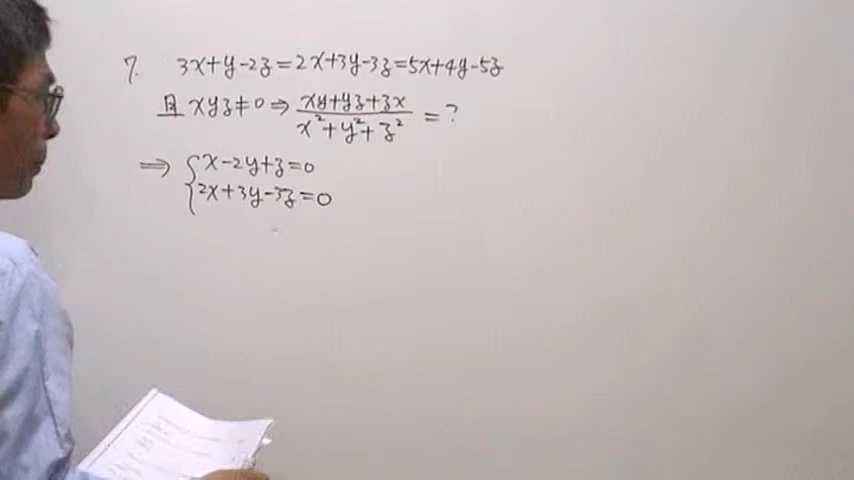 7. 3x+y-2z=2x+3y-3z=5x+4y-5z
且 xyz≠0 ⇒ (xy+yz+zx)/(x²+y²+z²) = ?
⇒ { x-2y+z=0
2x+3y-3z=0